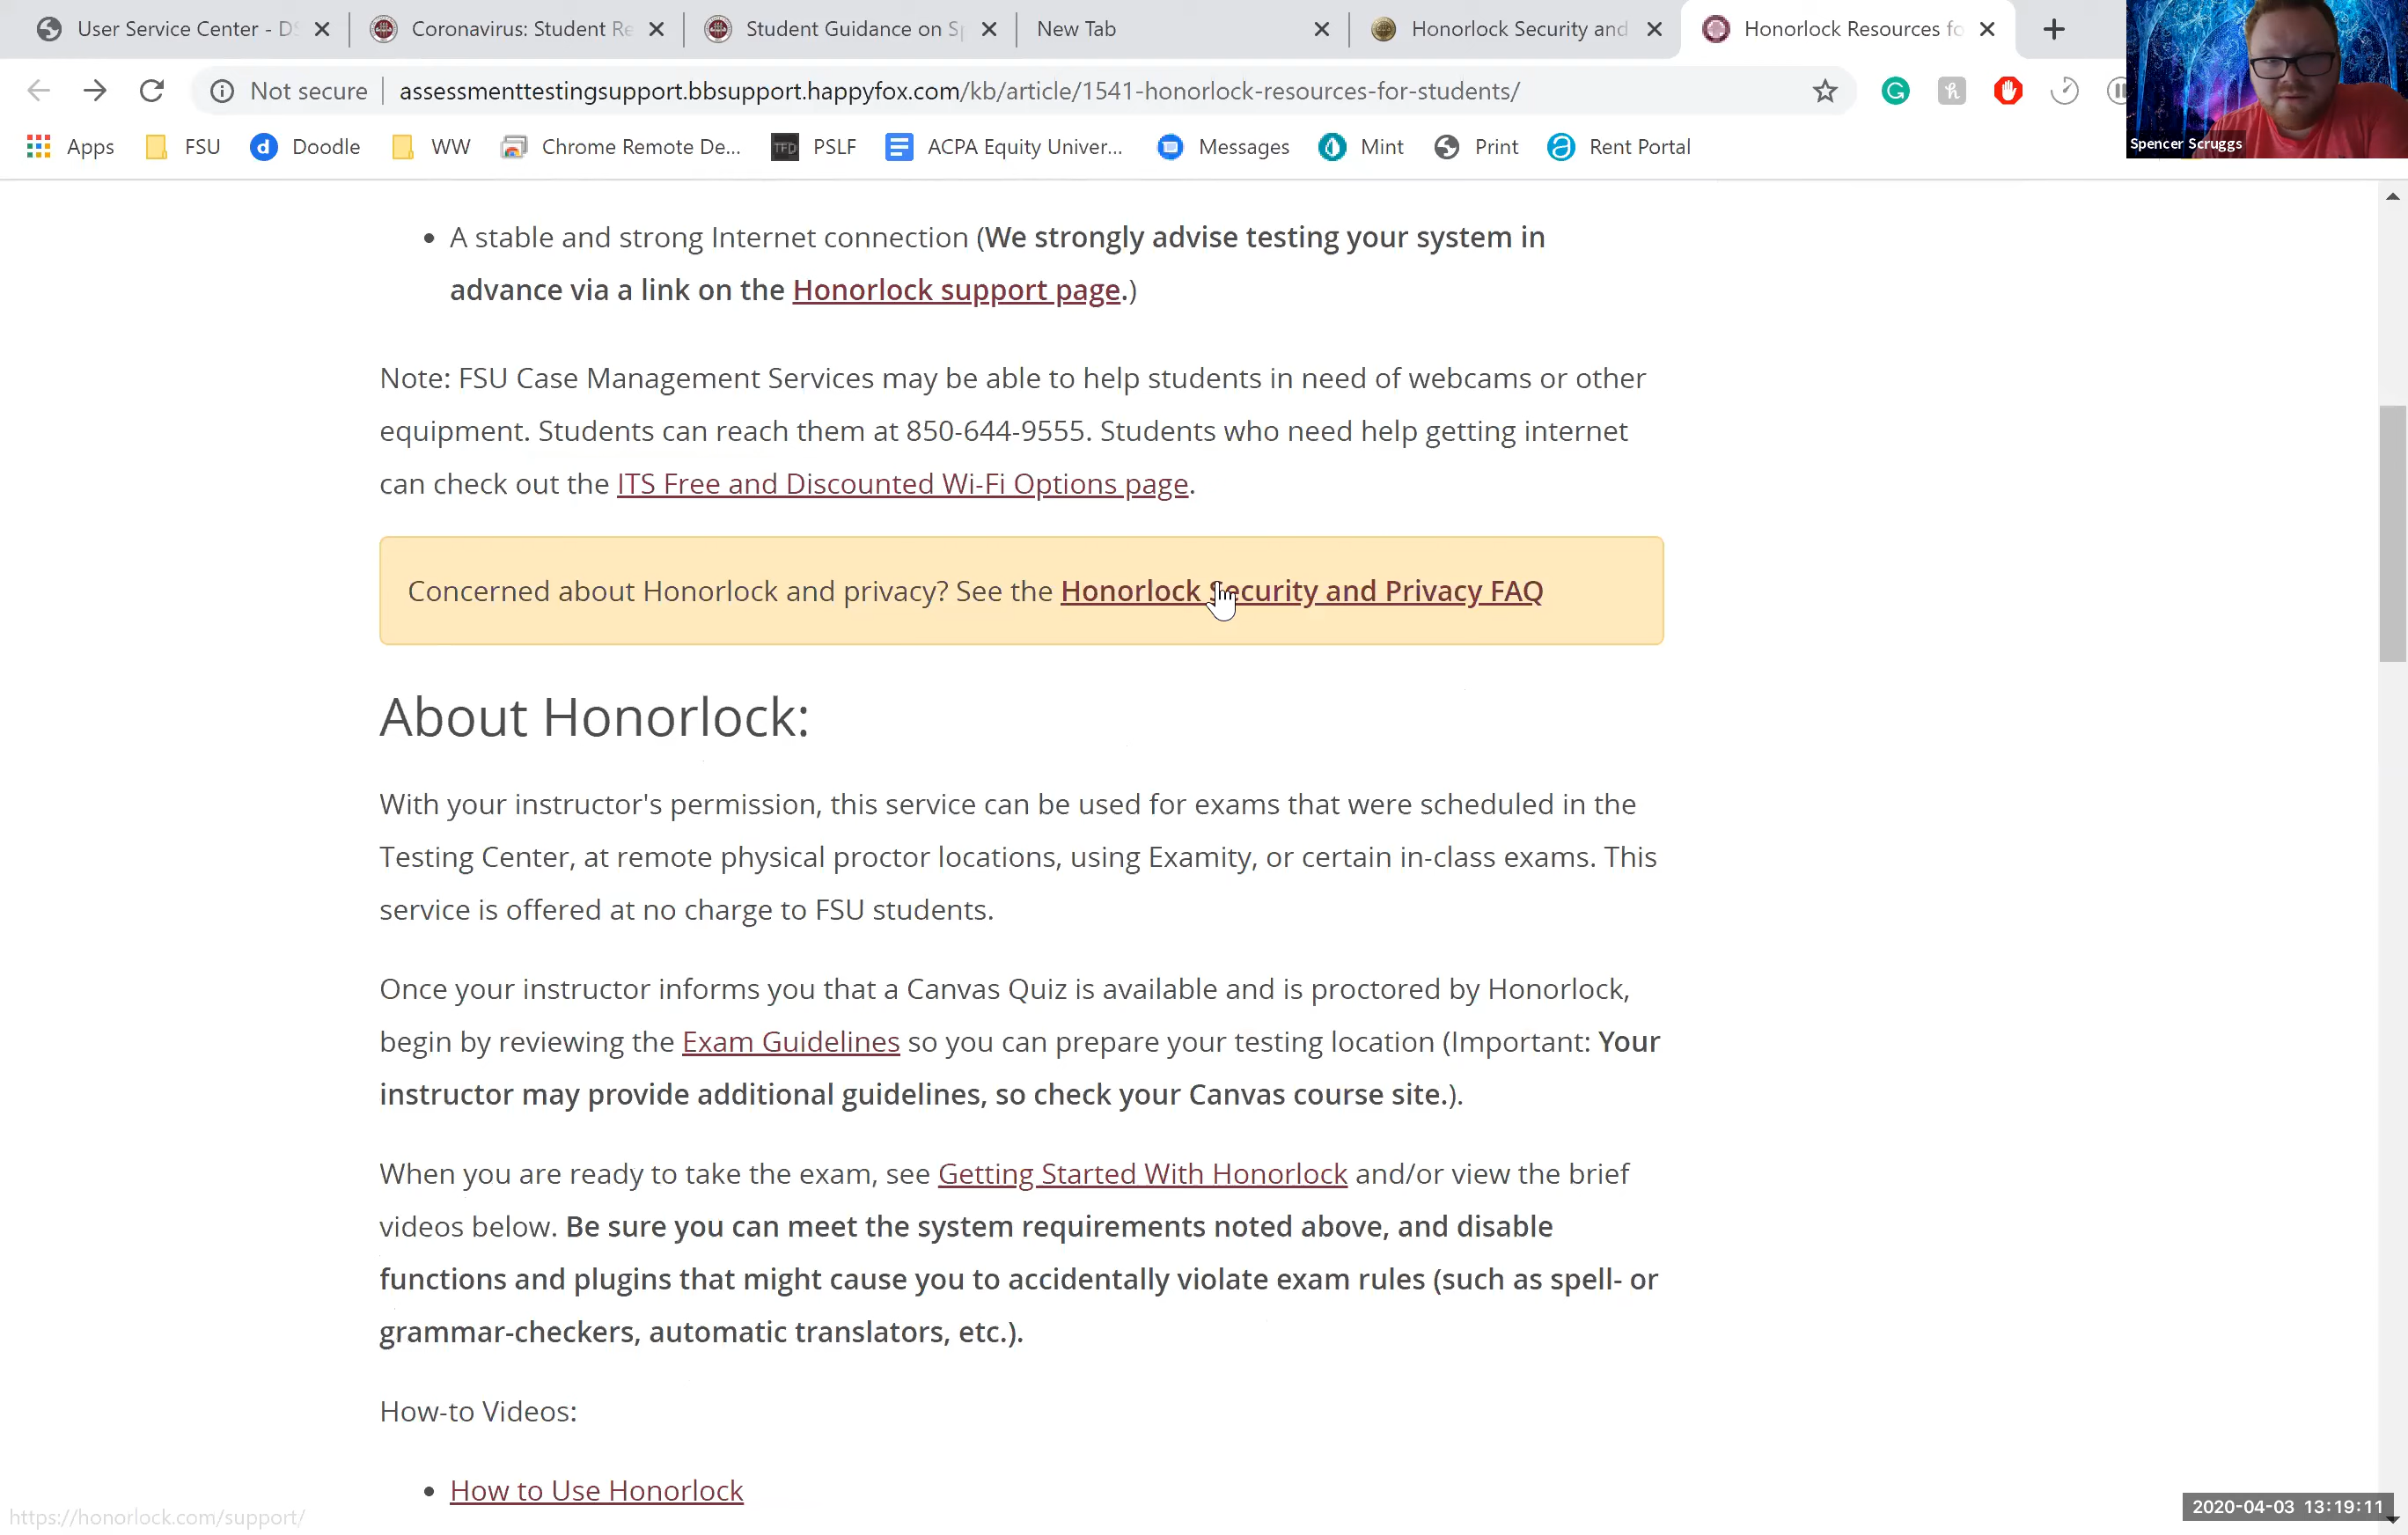 User Service Center - DS
Coronavirus: Student Re
Student Guidance on Sp
New Tab
Honorlock Security and
Honorlock Resources fo
Not secure
assessmenttestingsupport.bbsupport.happyfox.com/kb/article/1541-honorlock-resources-for-students/
Spencer Scruggs
Apps
FSU
Doodle
WW
Chrome Remote De...
TFD
PSLF
ACPA Equity Univer...
Messages
Mint
Print
Rent Portal
• A stable and strong Internet connection (We strongly advise testing your system in
advance via a link on the Honorlock support page.)
Note: FSU Case Management Services may be able to help students in need of webcams or other
equipment. Students can reach them at 850-644-9555. Students who need help getting internet
can check out the ITS Free and Discounted Wi-Fi Options page.
Concerned about Honorlock and privacy? See the Honorlock Security and Privacy FAQ
About Honorlock:
With your instructor's permission, this service can be used for exams that were scheduled in the
Testing Center, at remote physical proctor locations, using Examity, or certain in-class exams. This
service is offered at no charge to FSU students.
Once your instructor informs you that a Canvas Quiz is available and is proctored by Honorlock,
begin by reviewing the Exam Guidelines so you can prepare your testing location (Important: Your
instructor may provide additional guidelines, so check your Canvas course site.).
When you are ready to take the exam, see Getting Started With Honorlock and/or view the brief
videos below. Be sure you can meet the system requirements noted above, and disable
functions and plugins that might cause you to accidentally violate exam rules (such as spell- or
grammar-checkers, automatic translators, etc.).
How-to Videos:
• How to Use Honorlock
https://honorlock.com/support/
2020-04-03 13:19:11